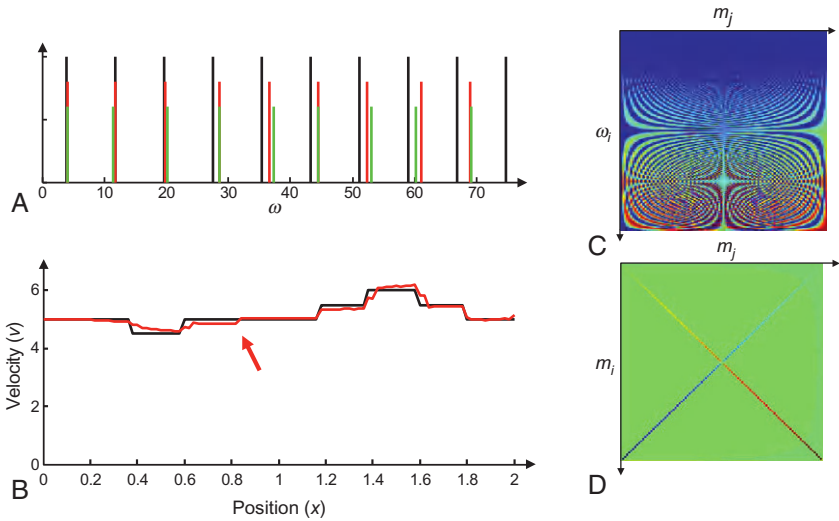 A
0 10 20 30 40 50 60 70
ω
B
Velocity (v)
6
4
2
0
0 0.2 0.4 0.6 0.8 1 1.2 1.4 1.6 1.8 2
Position (x)
C
m_j
ω_i
D
m_j
m_i